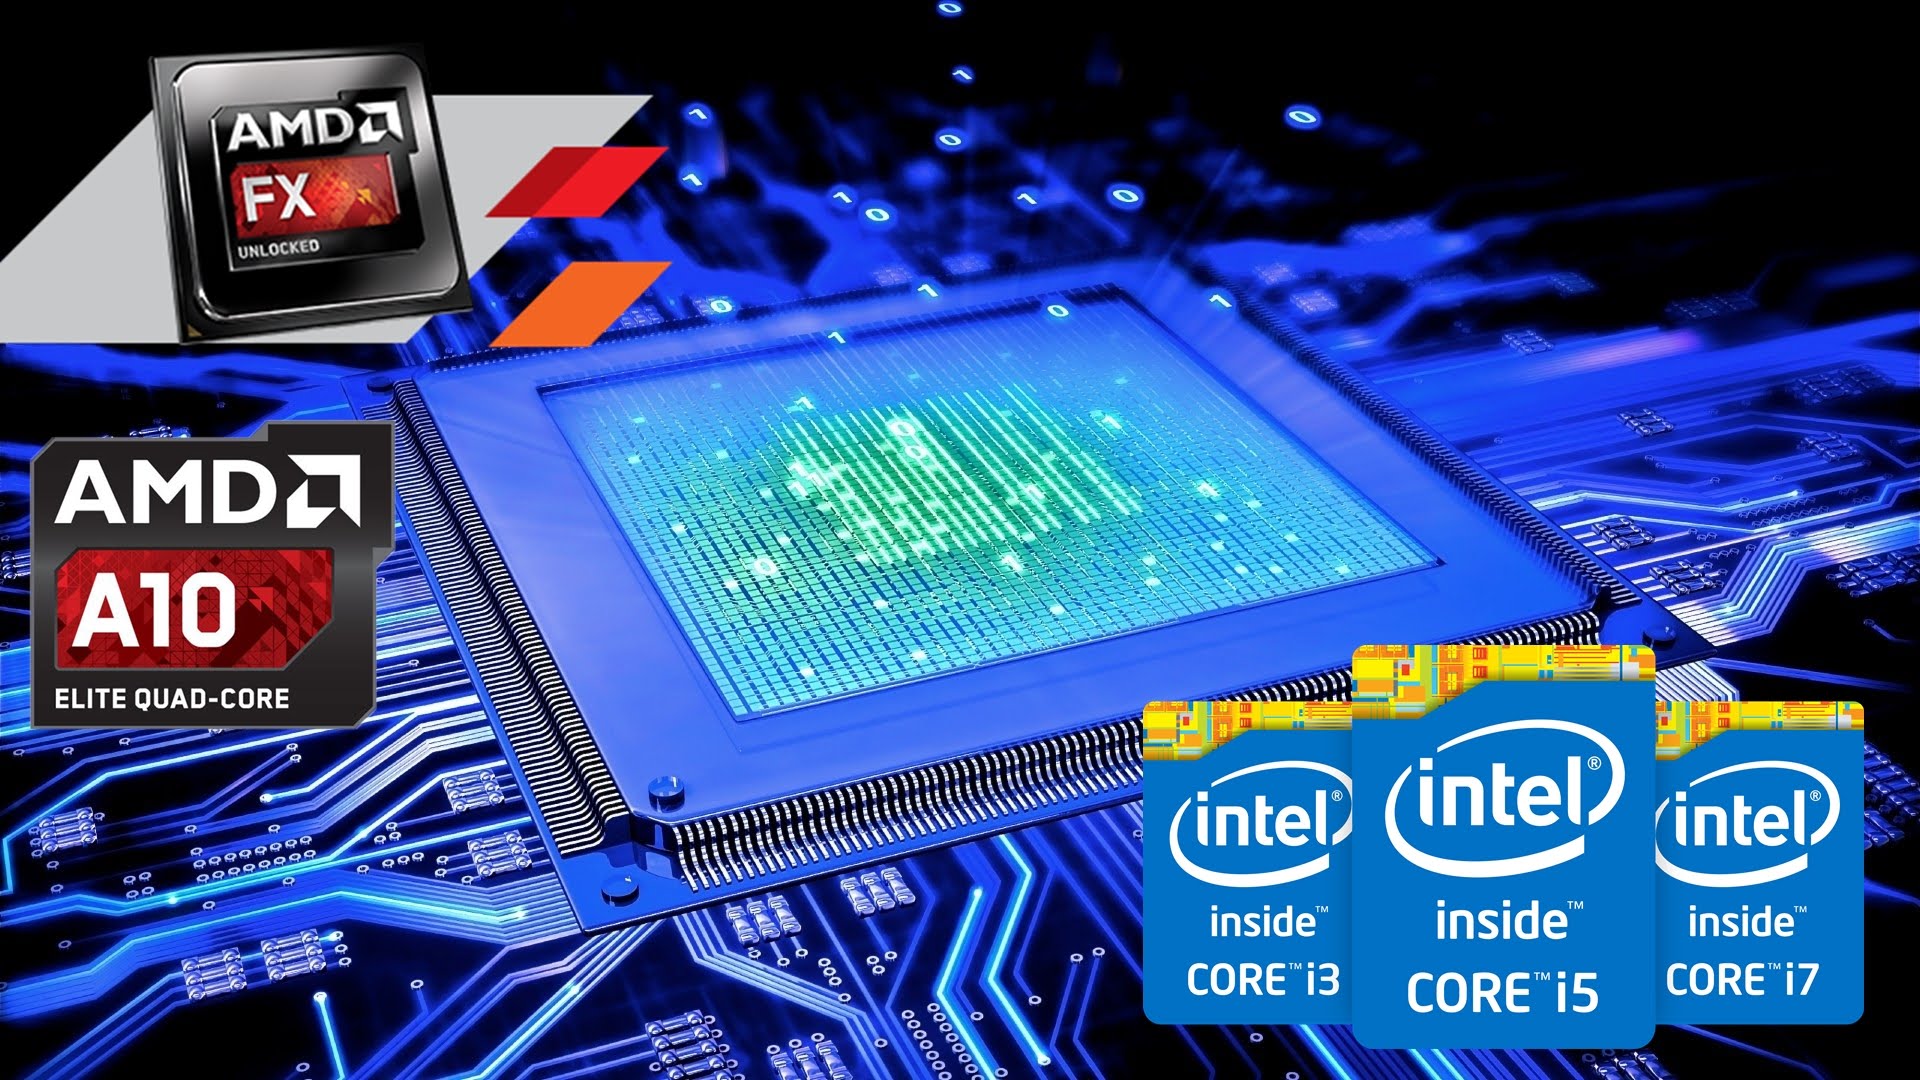 AMD
FX
UNLOCKED
AMD
A10
ELITE QUAD-CORE
intel®
inside™
CORE™ i3
intel®
inside™
CORE™ i5
intel®
inside™
CORE™ i7